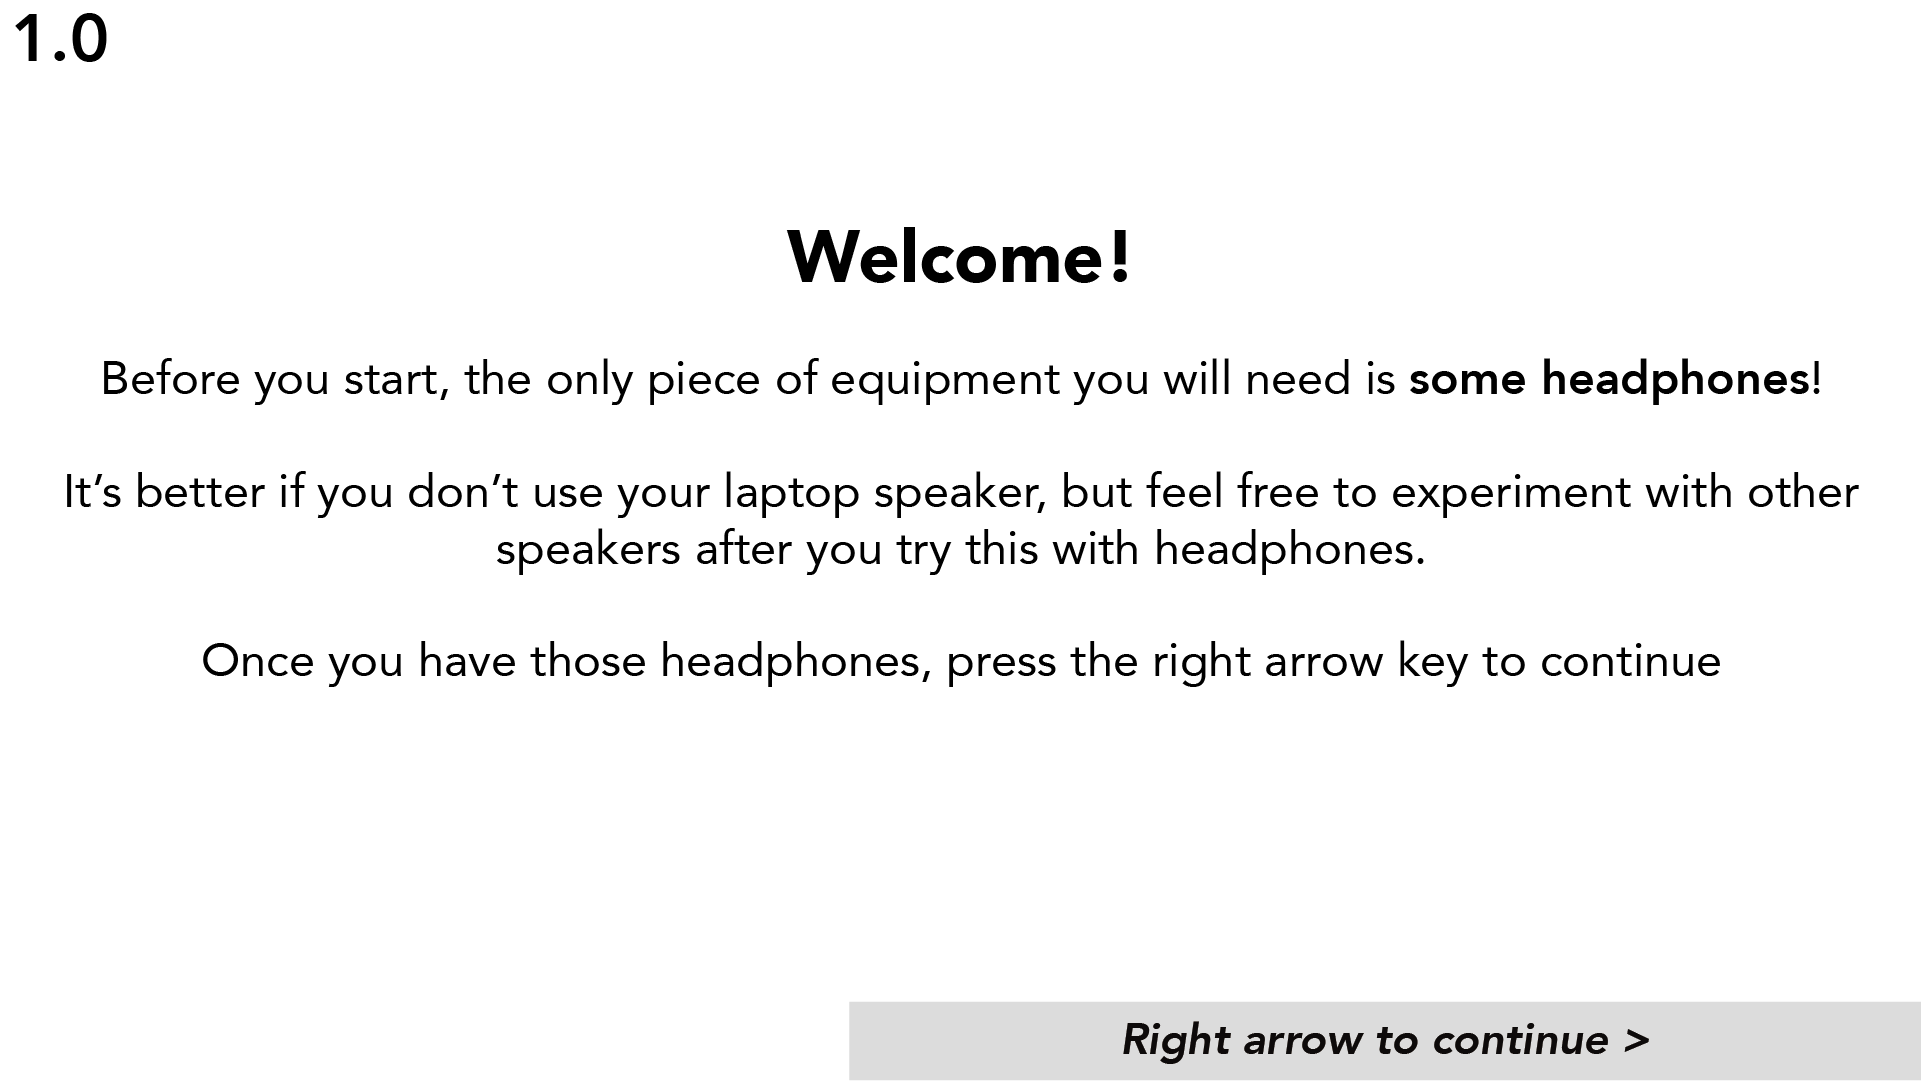 1.0
Welcome!
Before you start, the only piece of equipment you will need is some headphones!
It’s better if you don’t use your laptop speaker, but feel free to experiment with other
speakers after you try this with headphones.
Once you have those headphones, press the right arrow key to continue
Right arrow to continue >